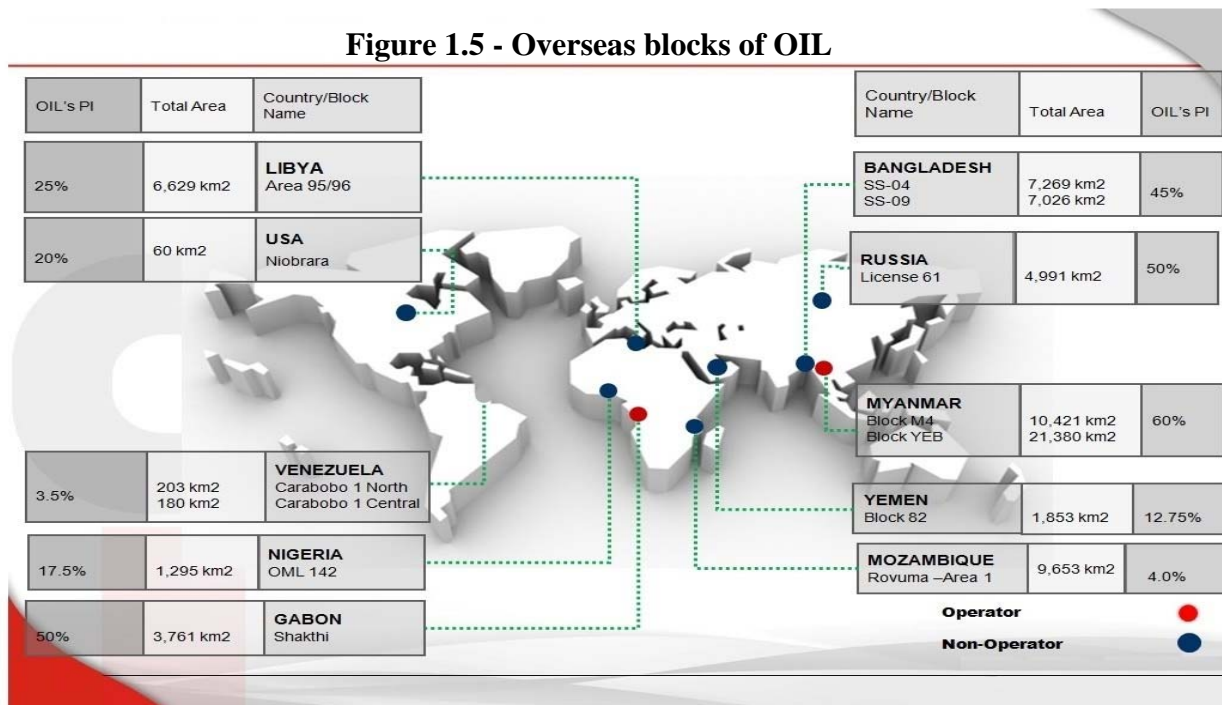 Figure 1.5 - Overseas blocks of OIL
OIL's PI
Total Area
Country/Block
Name
25%
6,629 km2
LIBYA
Area 95/96
20%
60 km2
USA
Niobrara
3.5%
203 km2
180 km2
VENEZUELA
Carabobo 1 North
Carabobo 1 Central
17.5%
1,295 km2
NIGERIA
OML 142
50%
3,761 km2
GABON
Shakthi
Country/Block
Name
Total Area
OIL's PI
BANGLADESH
SS-04
SS-09
7,269 km2
7,026 km2
45%
RUSSIA
License 61
4,991 km2
50%
MYANMAR
Block M4
Block YEB
10,421 km2
21,380 km2
60%
YEMEN
Block 82
1,853 km2
12.75%
MOZAMBIQUE
Rovuma –Area 1
9,653 km2
4.0%
Operator
Non-Operator